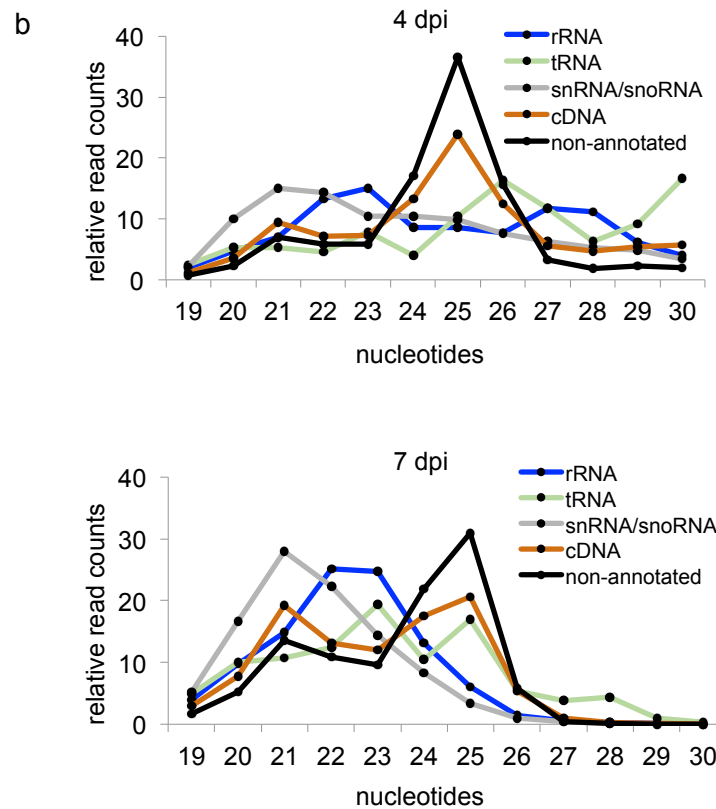 b
4 dpi
relative read counts
40
30
20
10
0
rRNA
tRNA
snRNA/snoRNA
cDNA
non-annotated
19 20 21 22 23 24 25 26 27 28 29 30
nucleotides
7 dpi
relative read counts
40
30
20
10
0
rRNA
tRNA
snRNA/snoRNA
cDNA
non-annotated
19 20 21 22 23 24 25 26 27 28 29 30
nucleotides